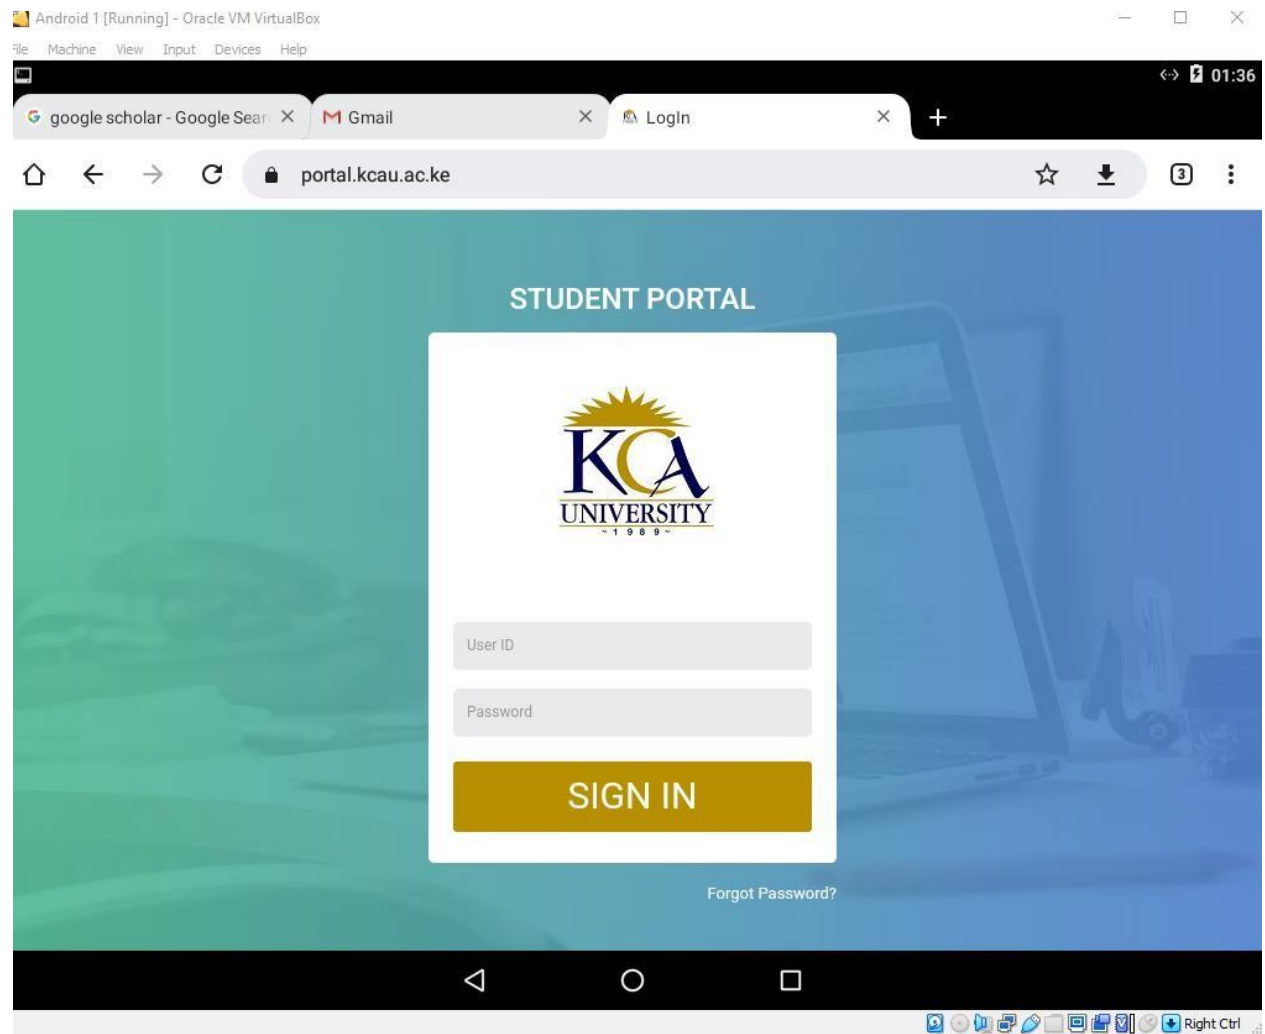 Android 1 [Running] - Oracle VM VirtualBox
File Machine View Input Devices Help
01:36
google scholar - Google Sear
Gmail
LogIn
portal.kcau.ac.ke
3
STUDENT PORTAL
KCA
UNIVERSITY
~1989~
User ID
Password
SIGN IN
Forgot Password?
Right Ctrl